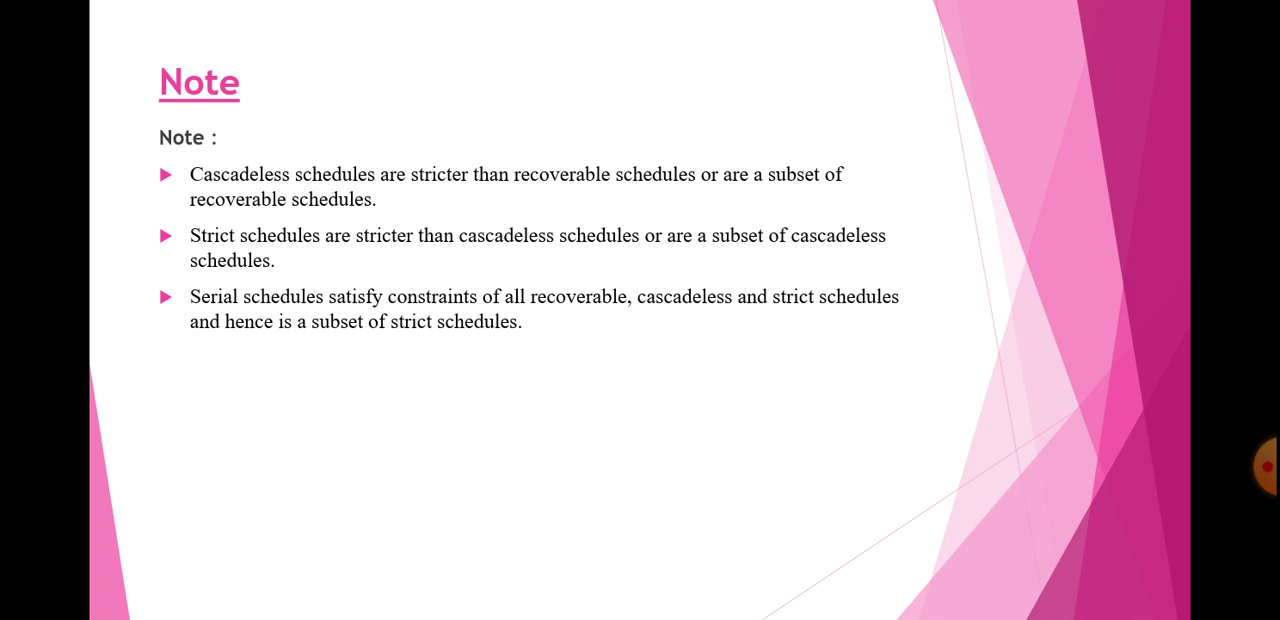 Note
Note :
Cascadeless schedules are stricter than recoverable schedules or are a subset of
recoverable schedules.
Strict schedules are stricter than cascadeless schedules or are a subset of cascadeless
schedules.
Serial schedules satisfy constraints of all recoverable, cascadeless and strict schedules
and hence is a subset of strict schedules.